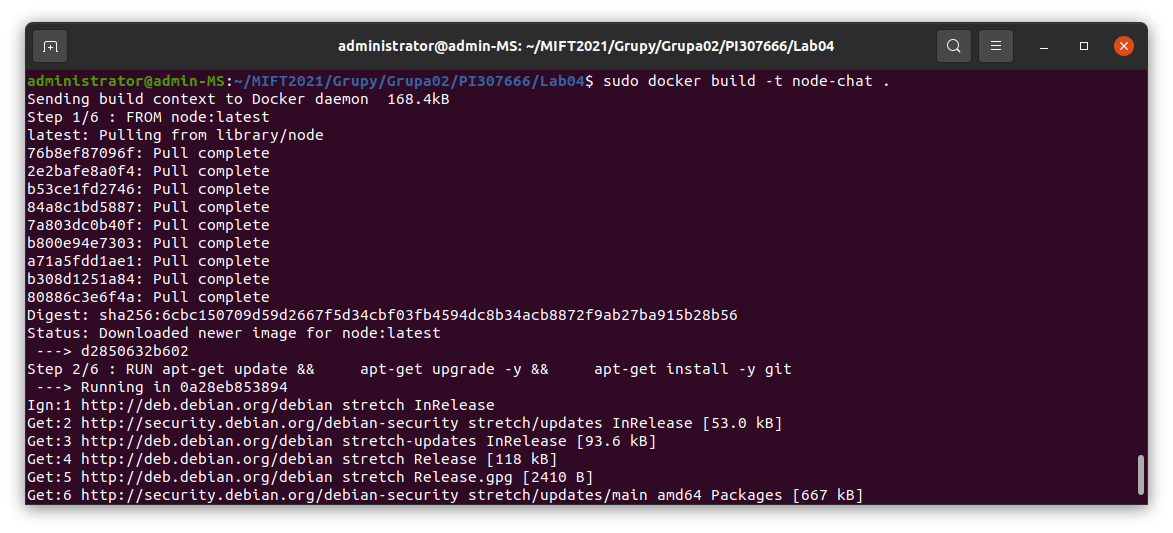 administrator@admin-MS: ~/MIFT2021/Grupy/Grupa02/PI307666/Lab04
administrator@admin-MS:~/MIFT2021/Grupy/Grupa02/PI307666/Lab04$ sudo docker build -t node-chat .
Sending build context to Docker daemon  168.4kB
Step 1/6 : FROM node:latest
latest: Pulling from library/node
76b8ef87096f: Pull complete
2e2bafe8a0f4: Pull complete
b53ce1fd2746: Pull complete
84a8c1bd5887: Pull complete
7a803dc0b40f: Pull complete
b800e94e7303: Pull complete
a71a5fdd1ae1: Pull complete
b308d1251a84: Pull complete
80886c3e6f4a: Pull complete
Digest: sha256:6cbc150709d59d2667f5d34cbf03fb4594dc8b34acb8872f9ab27ba915b28b56
Status: Downloaded newer image for node:latest
 ---> d2850632b602
Step 2/6 : RUN apt-get update &&     apt-get upgrade -y &&     apt-get install -y git
 ---> Running in 0a28eb853894
Ign:1 http://deb.debian.org/debian stretch InRelease
Get:2 http://security.debian.org/debian-security stretch/updates InRelease [53.0 kB]
Get:3 http://deb.debian.org/debian stretch-updates InRelease [93.6 kB]
Get:4 http://deb.debian.org/debian stretch Release [118 kB]
Get:5 http://deb.debian.org/debian stretch Release.gpg [2410 B]
Get:6 http://security.debian.org/debian-security stretch/updates/main amd64 Packages [667 kB]